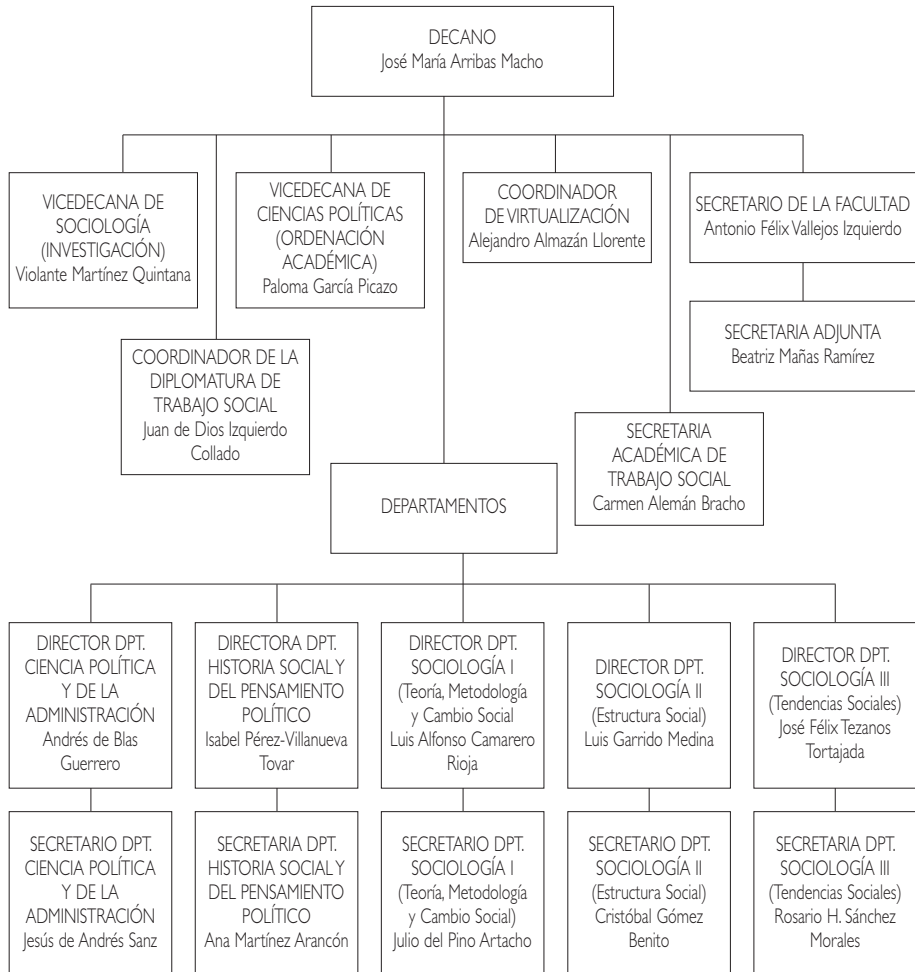 DECANO
José María Arribas Macho
VICEDECANA DE
SOCIOLOGÍA
(INVESTIGACIÓN)
Violante Martínez Quintana
VICEDECANA DE
CIENCIAS POLÍTICAS
(ORDENACIÓN
ACADÉMICA)
Paloma García Picazo
COORDINADOR
DE VIRTUALIZACIÓN
Alejandro Almazán Llorente
SECRETARIO DE LA FACULTAD
Antonio Félix Vallejos Izquierdo
SECRETARIA ADJUNTA
Beatriz Mañas Ramírez
COORDINADOR DE LA
DIPLOMATURA DE
TRABAJO SOCIAL
Juan de Dios Izquierdo
Collado
SECRETARIA
ACADÉMICA DE
TRABAJO SOCIAL
Carmen Alemán Bracho
DEPARTAMENTOS
DIRECTOR DPT.
CIENCIA POLÍTICA
Y DE LA
ADMINISTRACIÓN
Andrés de Blas
Guerrero
DIRECTORA DPT.
HISTORIA SOCIAL Y
DEL PENSAMIENTO
POLÍTICO
Isabel Pérez-Villanueva
Tovar
DIRECTOR DPT.
SOCIOLOGÍA I
(Teoría, Metodología
y Cambio Social
Luis Alfonso Camarero
Rioja
DIRECTOR DPT.
SOCIOLOGÍA II
(Estructura Social)
Luis Garrido Medina
DIRECTOR DPT.
SOCIOLOGÍA III
(Tendencias Sociales)
José Félix Tezanos
Tortajada
SECRETARIO DPT.
CIENCIA POLÍTICA
Y DE LA
ADMINISTRACIÓN
Jesús de Andrés Sanz
SECRETARIA DPT.
HISTORIA SOCIAL Y
DEL PENSAMIENTO
POLÍTICO
Ana Martínez Arancón
SECRETARIO DPT.
SOCIOLOGÍA I
(Teoría, Metodología
y Cambio Social)
Julio del Pino Artacho
SECRETARIO DPT.
SOCIOLOGÍA II
(Estructura Social)
Cristóbal Gómez
Benito
SECRETARIA DPT.
SOCIOLOGÍA III
(Tendencias Sociales)
Rosario H. Sánchez
Morales